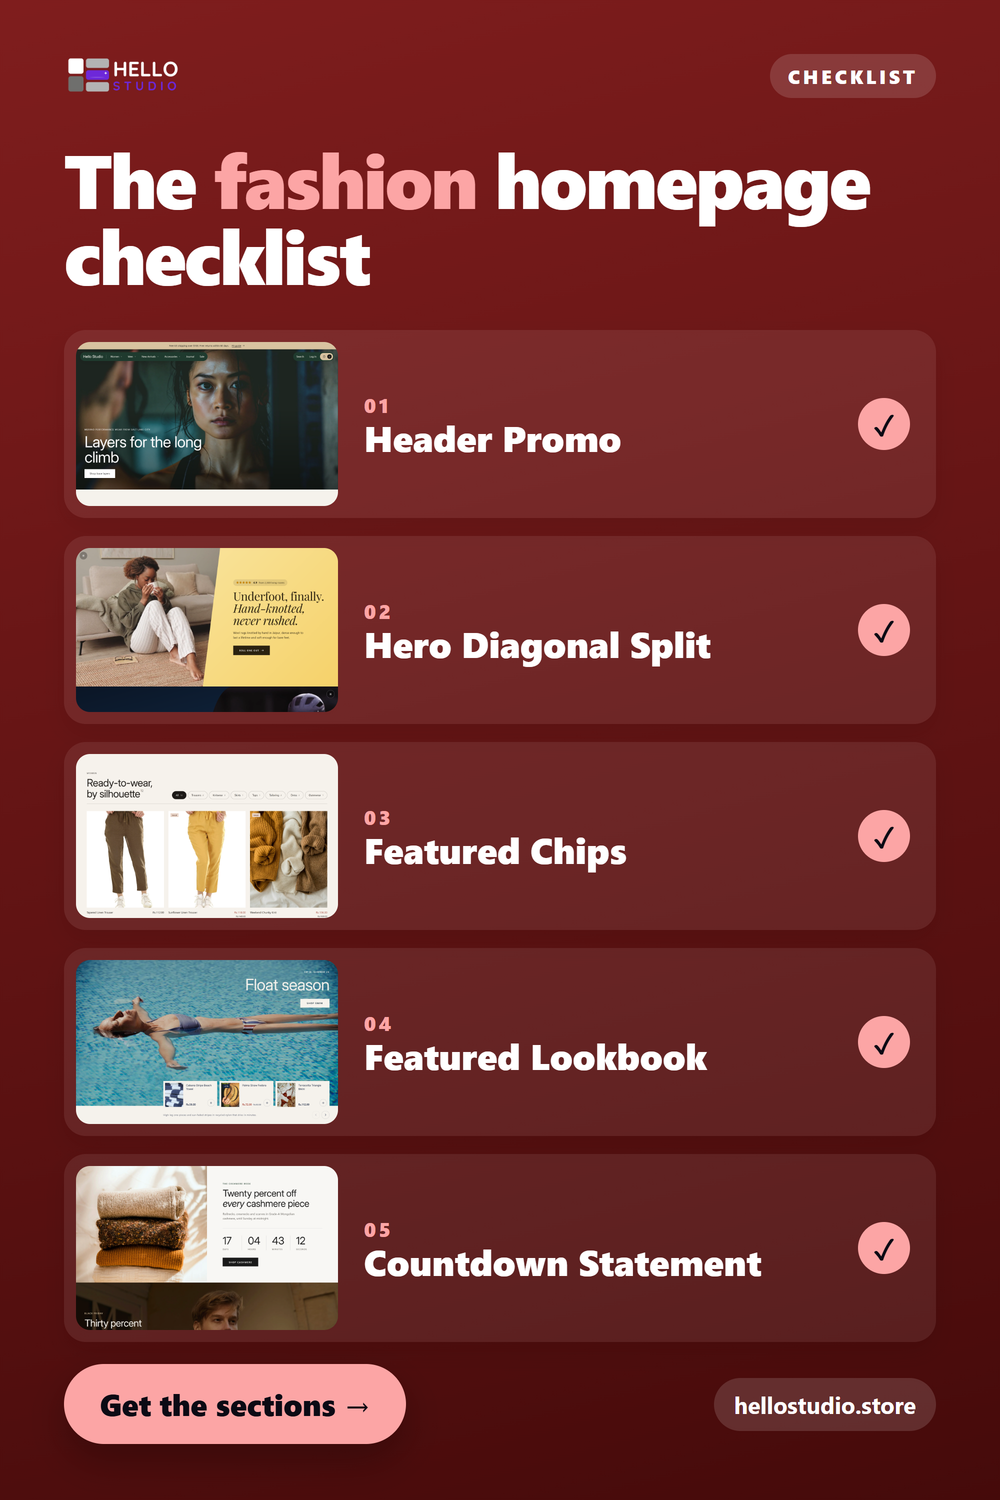 HELLO
STUDIO
CHECKLIST
The fashion homepage
checklist
Hello Studio
Layers for the long
climb
01
Header Promo
Underfoot, finally.
Hand-knotted,
never rushed.
02
Hero Diagonal Split
Ready-to-wear,
by silhouette
03
Featured Chips
Float season
04
Featured Lookbook
Twenty percent off
every cashmere piece
17 04 43 12
Thirty percent
05
Countdown Statement
Get the sections →
hellostudio.store